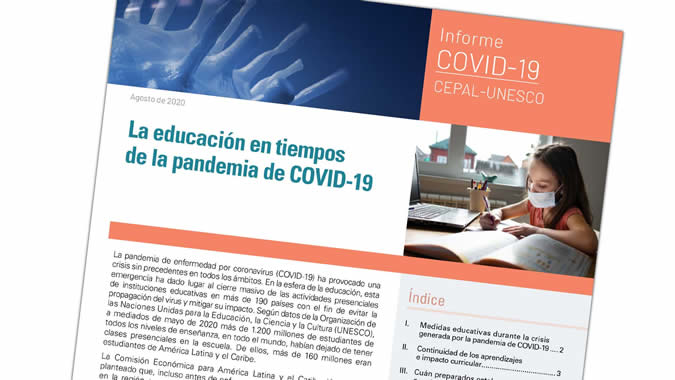 Informe
COVID-19
CEPAL-UNESCO
Agosto de 2020
La educación en tiempos
de la pandemia de COVID-19
La pandemia de enfermedad por coronavirus (COVID-19) ha provocado una
crisis sin precedentes en todos los ámbitos. En la esfera de la educación, esta
emergencia ha dado lugar al cierre masivo de las actividades presenciales
de instituciones educativas en más de 190 países con el fin de evitar la
propagación del virus y mitigar su impacto. Según datos de la Organización de
las Naciones Unidas para la Educación, la Ciencia y la Cultura (UNESCO),
a mediados de mayo de 2020 más de 1.200 millones de estudiantes de
todos los niveles de enseñanza, en todo el mundo, habían dejado de tener
clases presenciales en la escuela. De ellos, más de 160 millones eran
estudiantes de América Latina y el Caribe.
La Comisión Económica para América Latina y el Caribe
planteado que, incluso antes de
en la región
Índice
I. Medidas educativas durante la crisis
generada por la pandemia de COVID-19 .... 2
II. Continuidad de los aprendizajes
e impacto curricular ........ 3
III. Cuán preparados